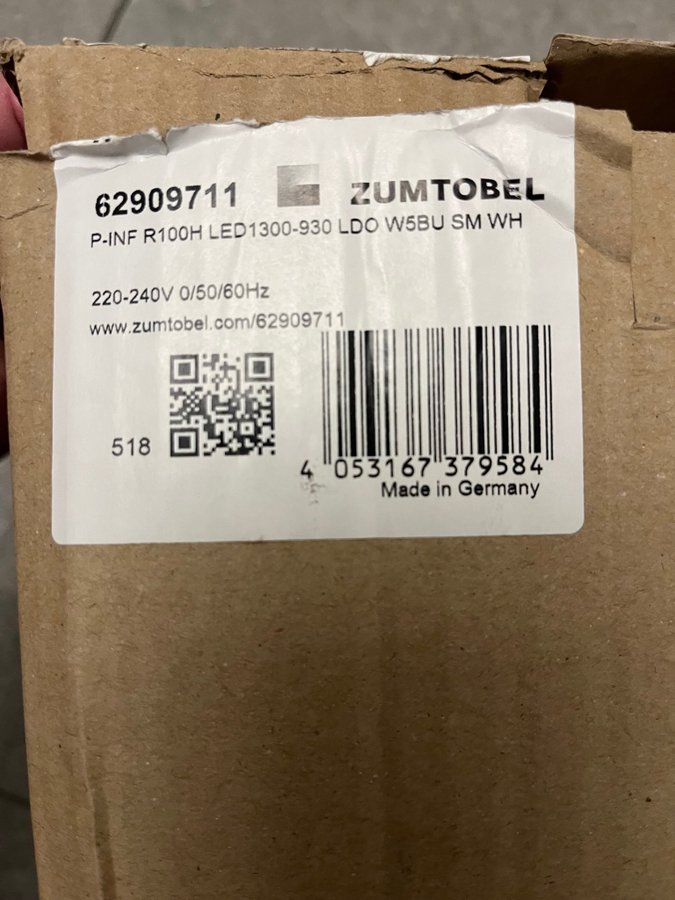 62909711 ZUMTOBEL
P-INF R100H LED1300-930 LDO W5BU SM WH
220-240V 0/50/60Hz
www.zumtobel.com/62909711
518
4 053167 379584
Made in Germany